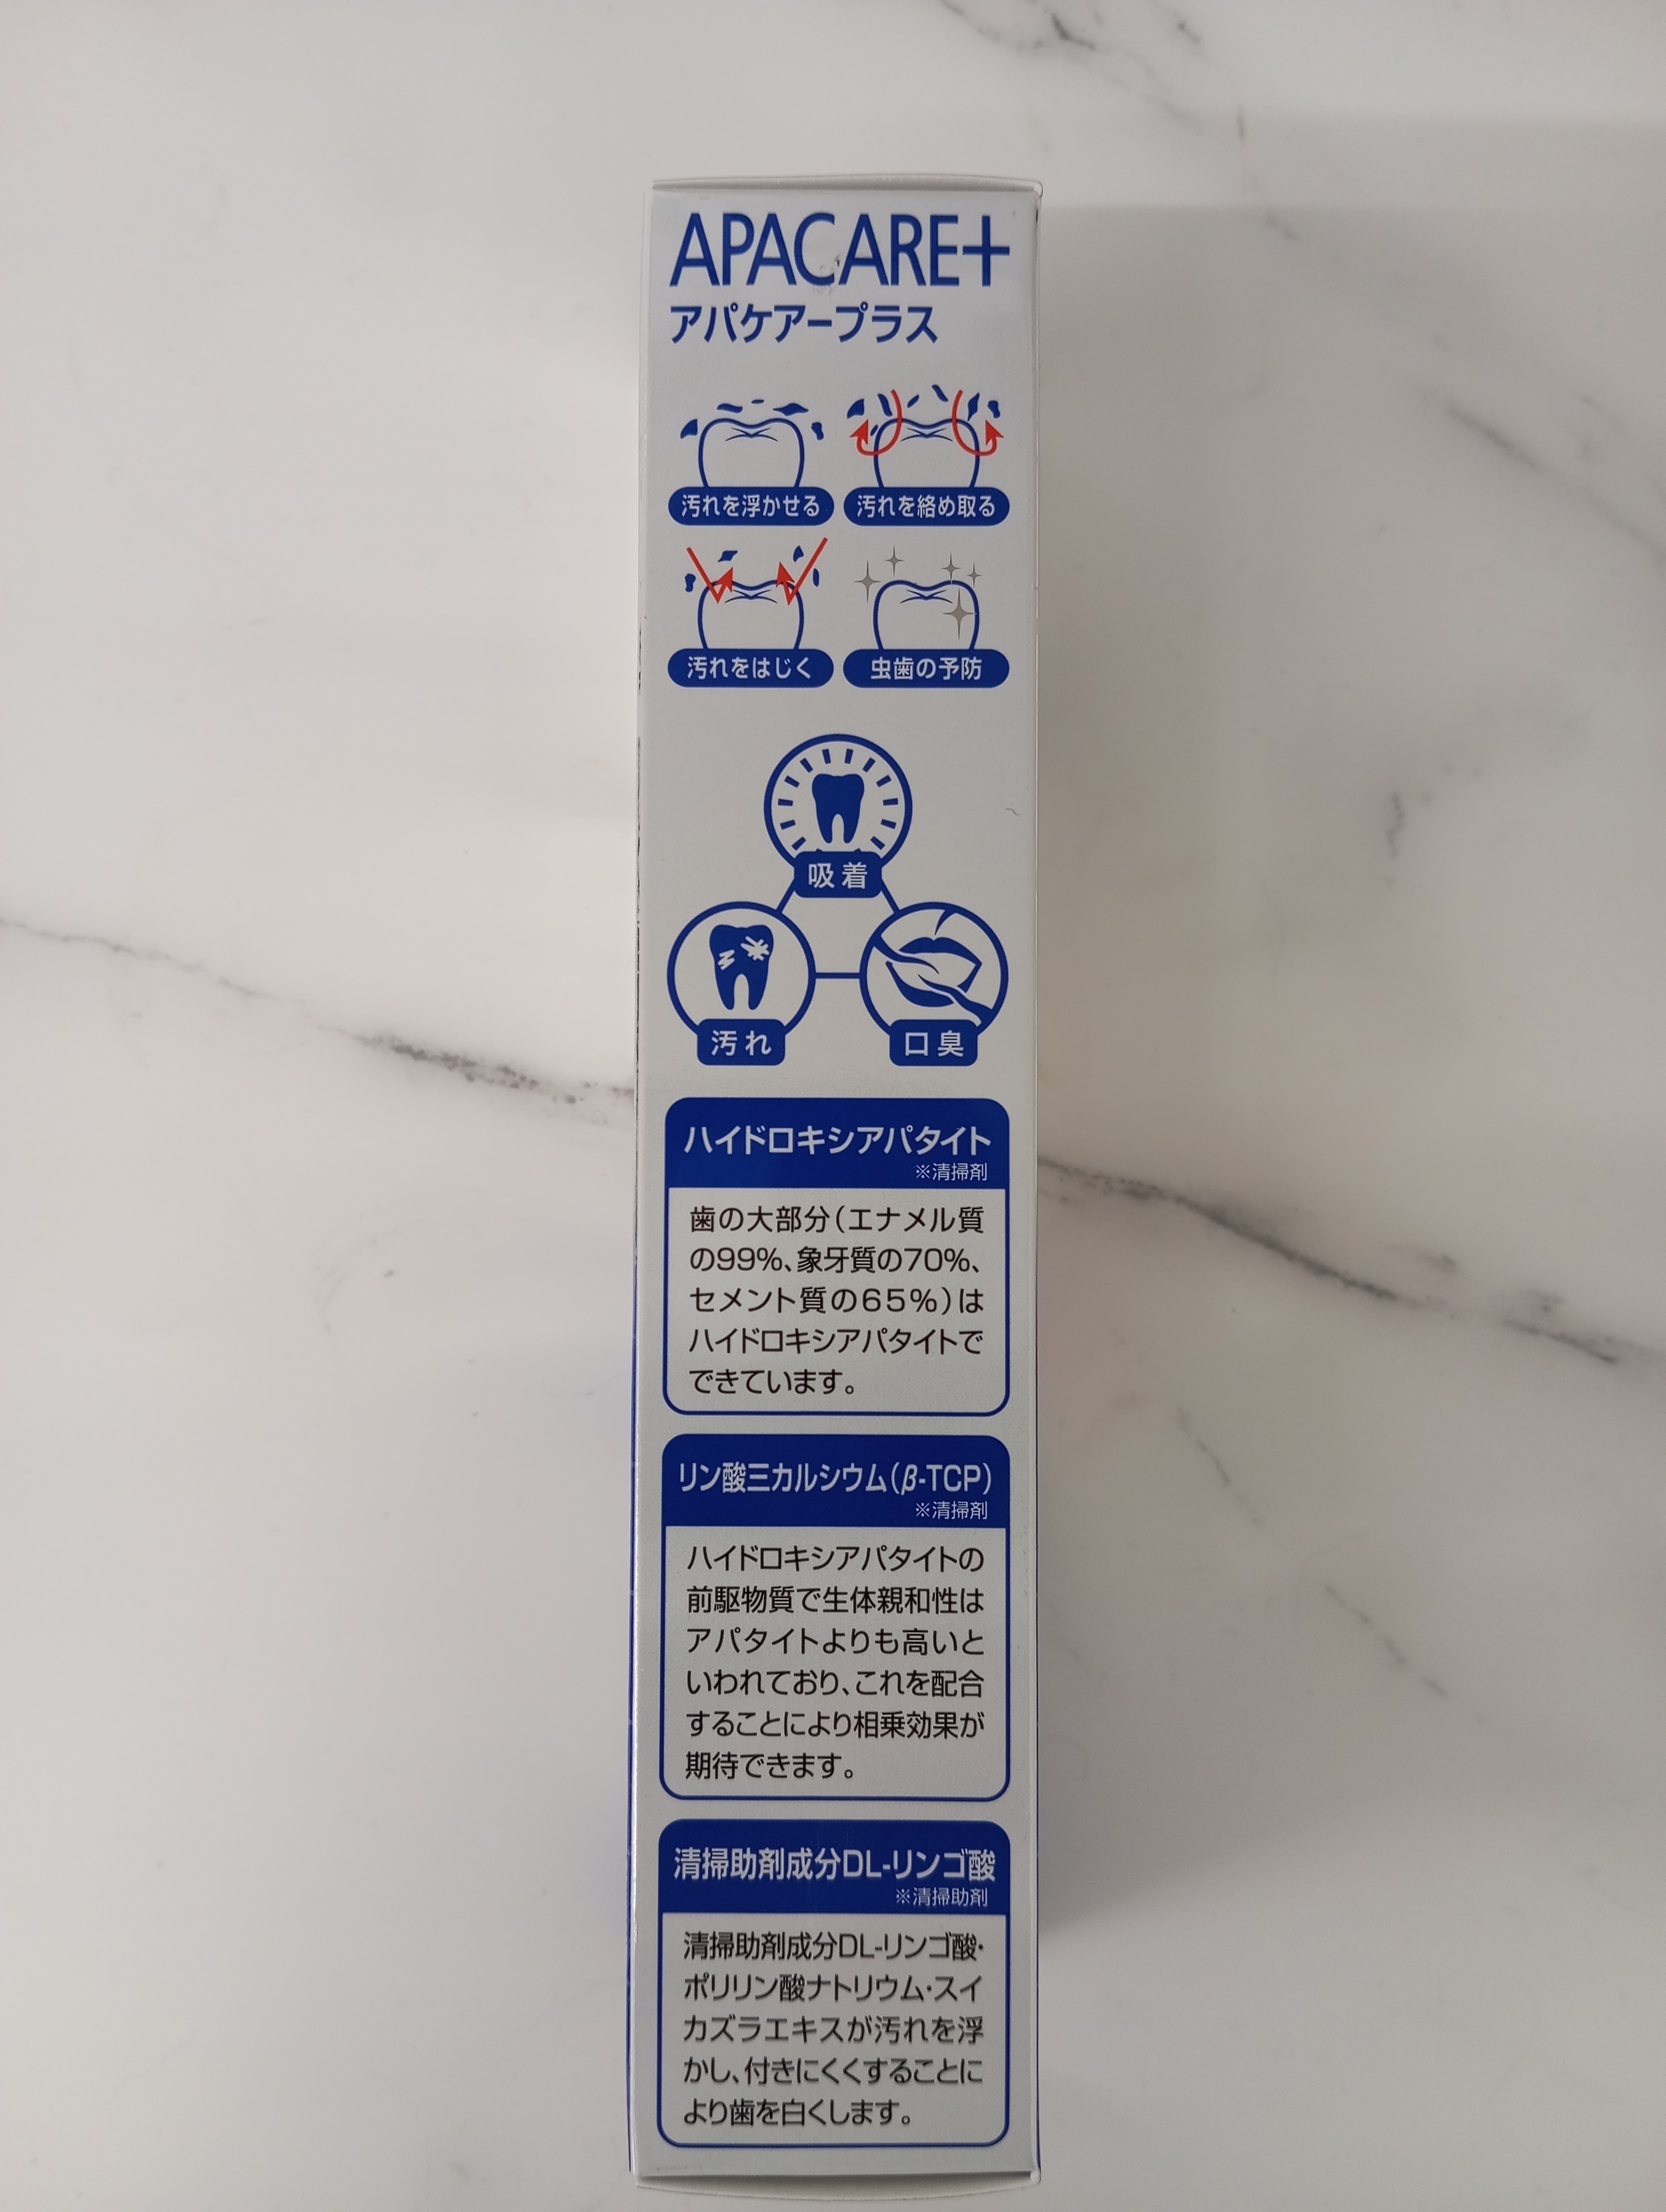 APACARE+
アパケアープラス
汚れを浮かせる
汚れを絡め取る
汚れをはじく
虫歯の予防
吸着
汚れ
口臭
ハイドロキシアパタイト
※清掃剤
歯の大部分(エナメル質
の99%、象牙質の70%、
セメント質の65%)は
ハイドロキシアパタイトで
できています。
リン酸三カルシウム(β-TCP)
※清掃剤
ハイドロキシアパタイトの
前駆物質で生体親和性は
アパタイトよりも高いと
いわれており、これを配合
することにより相乗効果が
期待できます。
清掃助剤成分DL-リンゴ酸
※清掃助剤
清掃助剤成分DL-リンゴ酸・
ポリリン酸ナトリウム・スイ
カズラエキスが汚れを浮
かし、付きにくくすることに
より歯を白くします。